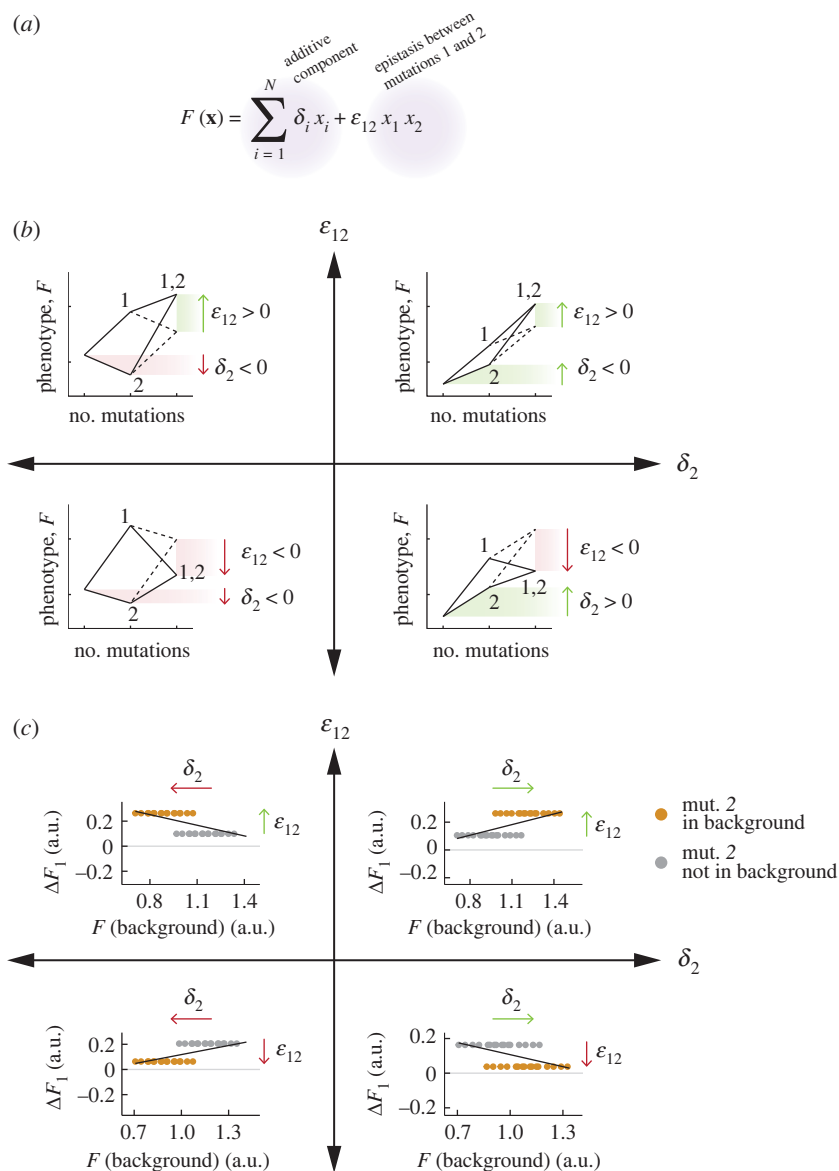 (a)
additive
component
epistasis between
mutations 1 and 2
F (x) = ∑ δi xi + ε12 x1 x2
N
i = 1
(b)
ε12
phenotype, F
1
1,2
2
ε12 > 0
δ2 < 0
no. mutations
phenotype, F
1
1,2
2
ε12 > 0
δ2 < 0
no. mutations
δ2
phenotype, F
1
1,2
2
ε12 < 0
δ2 < 0
no. mutations
phenotype, F
1
1,2
2
ε12 < 0
δ2 > 0
no. mutations
(c)
ε12
δ2
ΔF1 (a.u.)
0.2
0
–0.2
ε12
0.8 1.1 1.4
F (background) (a.u.)
δ2
ΔF1 (a.u.)
0.2
0
–0.2
ε12
0.8 1.1 1.4
F (background) (a.u.)
mut. 2
in background
mut. 2
not in background
δ2
δ2
ΔF1 (a.u.)
0.2
0
–0.2
ε12
0.7 1.0 1.3
F (background) (a.u.)
δ2
ΔF1 (a.u.)
0.2
0
–0.2
ε12
0.7 1.0 1.3
F (background) (a.u.)